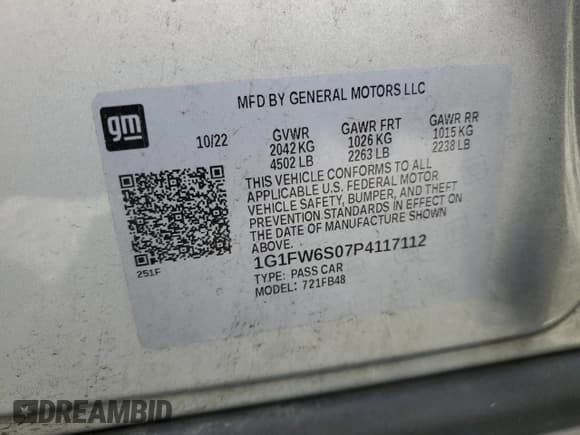 MFD BY GENERAL MOTORS LLC
gm
10/22
GVWR GAWR FRT GAWR RR
2042 KG 1026 KG 1015 KG
4502 LB 2263 LB 2238 LB
THIS VEHICLE CONFORMS TO ALL
APPLICABLE U.S. FEDERAL MOTOR
VEHICLE SAFETY, BUMPER, AND THEFT
PREVENTION STANDARDS IN EFFECT ON
THE DATE OF MANUFACTURE SHOWN
ABOVE.
1G1FW6S07P4117112
TYPE: PASS CAR
MODEL: 721FB48
251F
DREAMBID